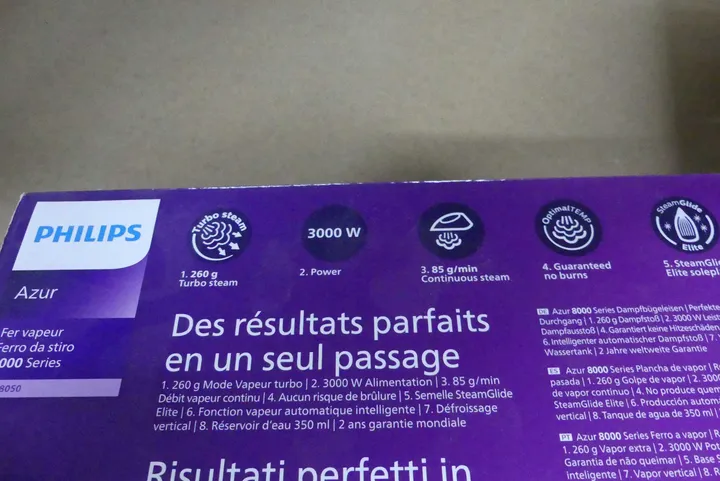 PHILIPS
Azur
Fer vapeur
Ferro da stiro
000 Series
8050
Turbo steam
1. 260 g
Turbo steam
3000 W
2. Power
3. 85 g/min
Continuous steam
OptimalTEMP
4. Guaranteed
no burns
SteamGlide
Elite
5. SteamGli
Elite solepl
Des résultats parfaits
en un seul passage
1. 260 g Mode Vapeur turbo | 2. 3000 W Alimentation | 3. 85 g/min
Débit vapeur continu | 4. Aucun risque de brûlure | 5. Semelle SteamGlide
Elite | 6. Fonction vapeur automatique intelligente | 7. Défroissage
vertical | 8. Réservoir d'eau 350 ml | 2 ans garantie mondiale
Risultati perfetti in
DE Azur 8000 Series Dampfbügeleisen | Perfekte
Durchgang | 1. 260 g Dampfstoß | 2. 3000 W Leist
Dampfausstoß | 4. Garantiert keine Hitzeschäden
6. Intelligenter automatischer Dampfstoß | 7.
Wassertank | 2 Jahre weltweite Garantie
ES Azur 8000 Series Plancha de vapor | R
pasada | 1. 260 g Golpe de vapor | 2. 300
de vapor continuo | 4. No produce quem
SteamGlide Elite | 6. Producción autom
vertical | 8. Tanque de agua de 350 ml
PT Azur 8000 Series Ferro a vapor | R
1. 260 g Vapor extra | 2. 3000 W Pot
Garantia de não queimar | 5. Base S
inteligente | 7. Vapor vertical | 8. R